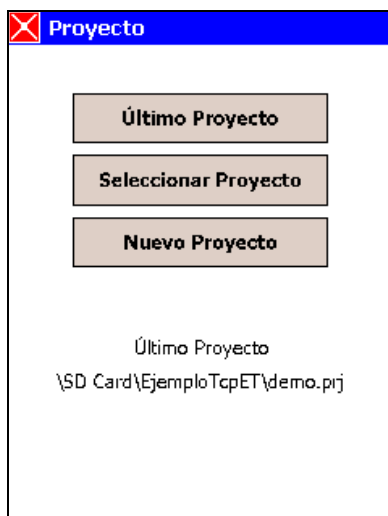 Proyecto
Último Proyecto
Seleccionar Proyecto
Nuevo Proyecto
Último Proyecto
\SD Card\EjemploTcpET\demo.prj